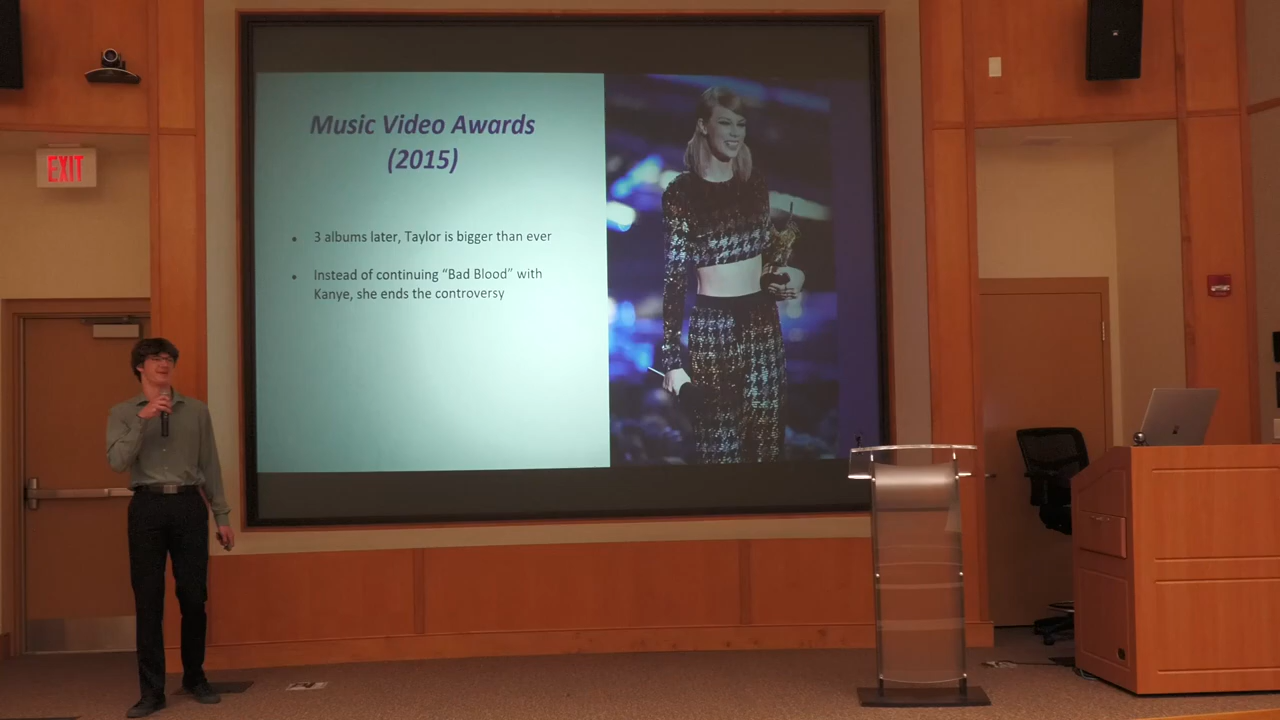 Music Video Awards
(2015)
EXIT
• 3 albums later, Taylor is bigger than ever
• Instead of continuing “Bad Blood” with
Kanye, she ends the controversy